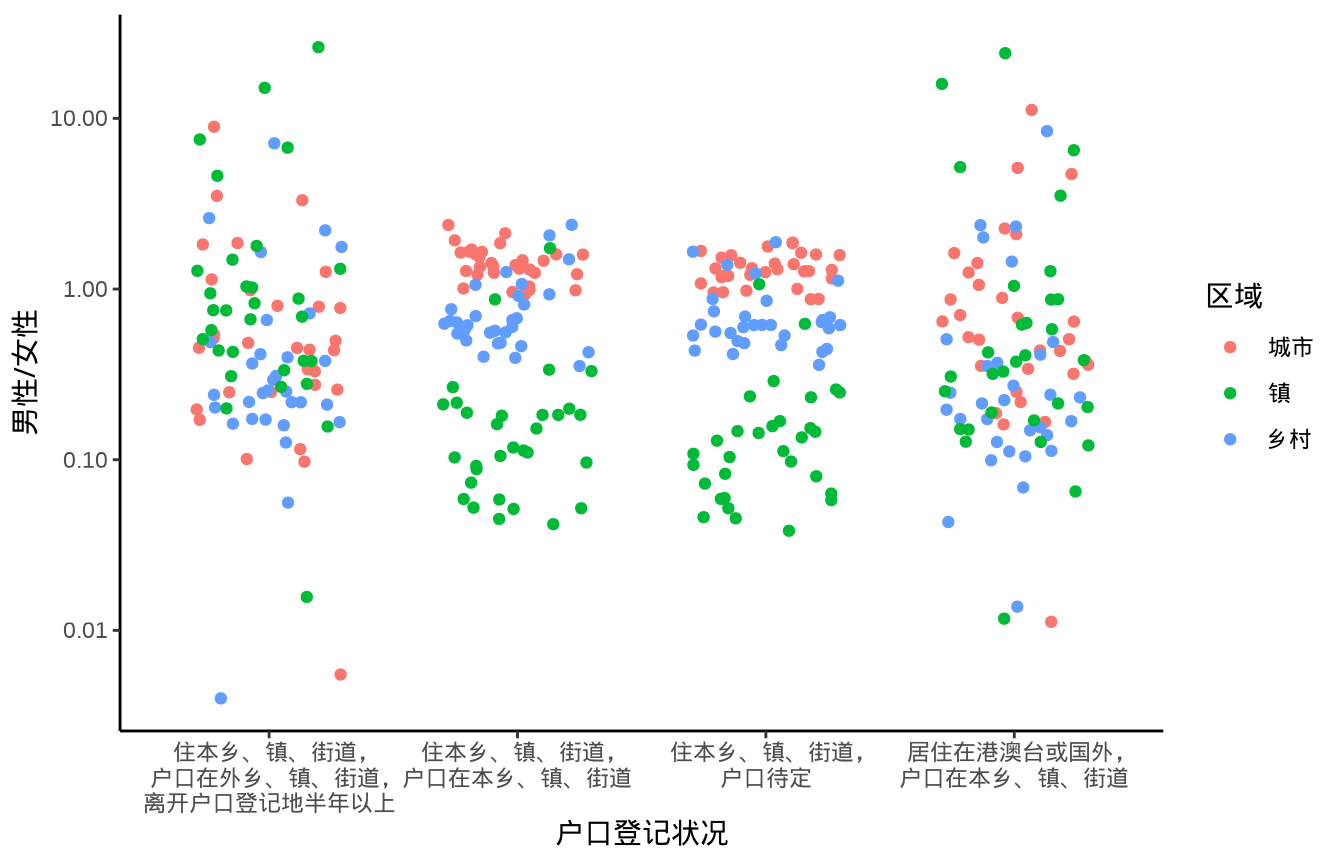 10.00
1.00
0.10
0.01
男性/女性
住本乡、镇、街道，
户口在外乡、镇、街道，
离开户口登记地半年以上
住本乡、镇、街道，
户口在本乡、镇、街道
住本乡、镇、街道，
户口待定
居住在港澳台或国外，
户口在本乡、镇、街道
户口登记状况
区域
城市
镇
乡村